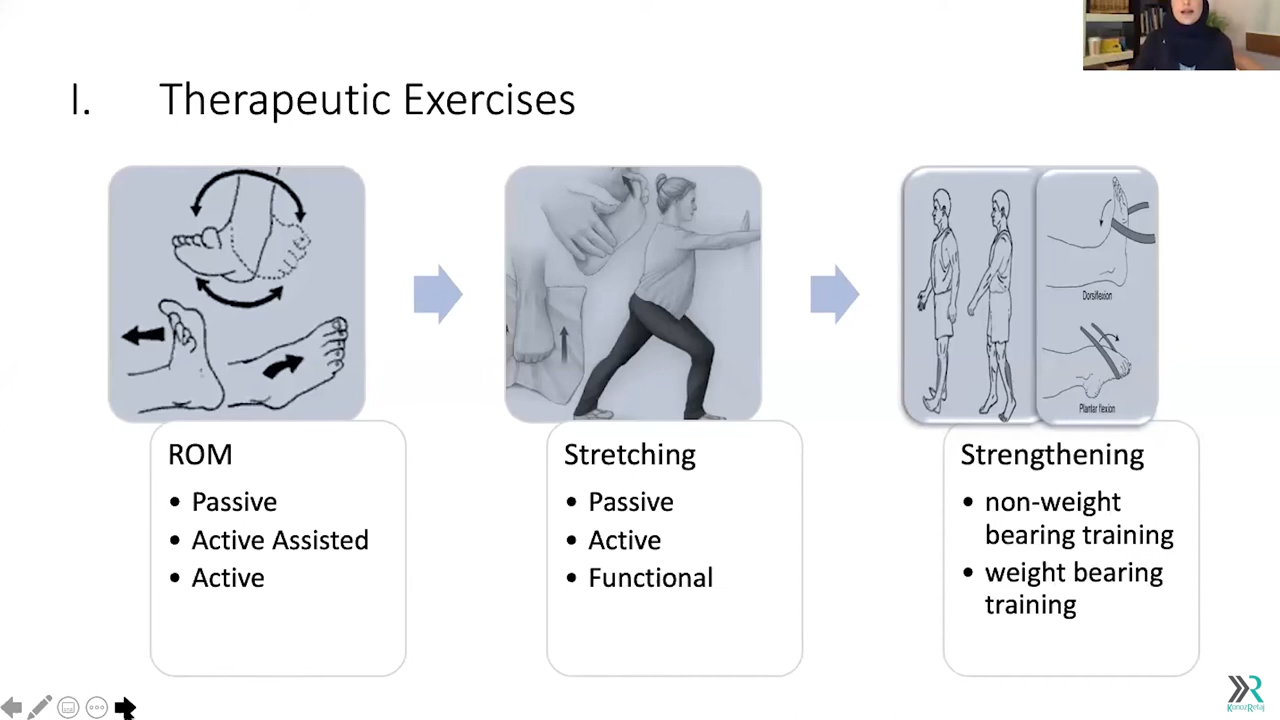 I. Therapeutic Exercises
Dorsiflexion
Plantar flexion
ROM
• Passive
• Active Assisted
• Active
Stretching
• Passive
• Active
• Functional
Strengthening
• non-weight
bearing training
• weight bearing
training
KonozRetaj